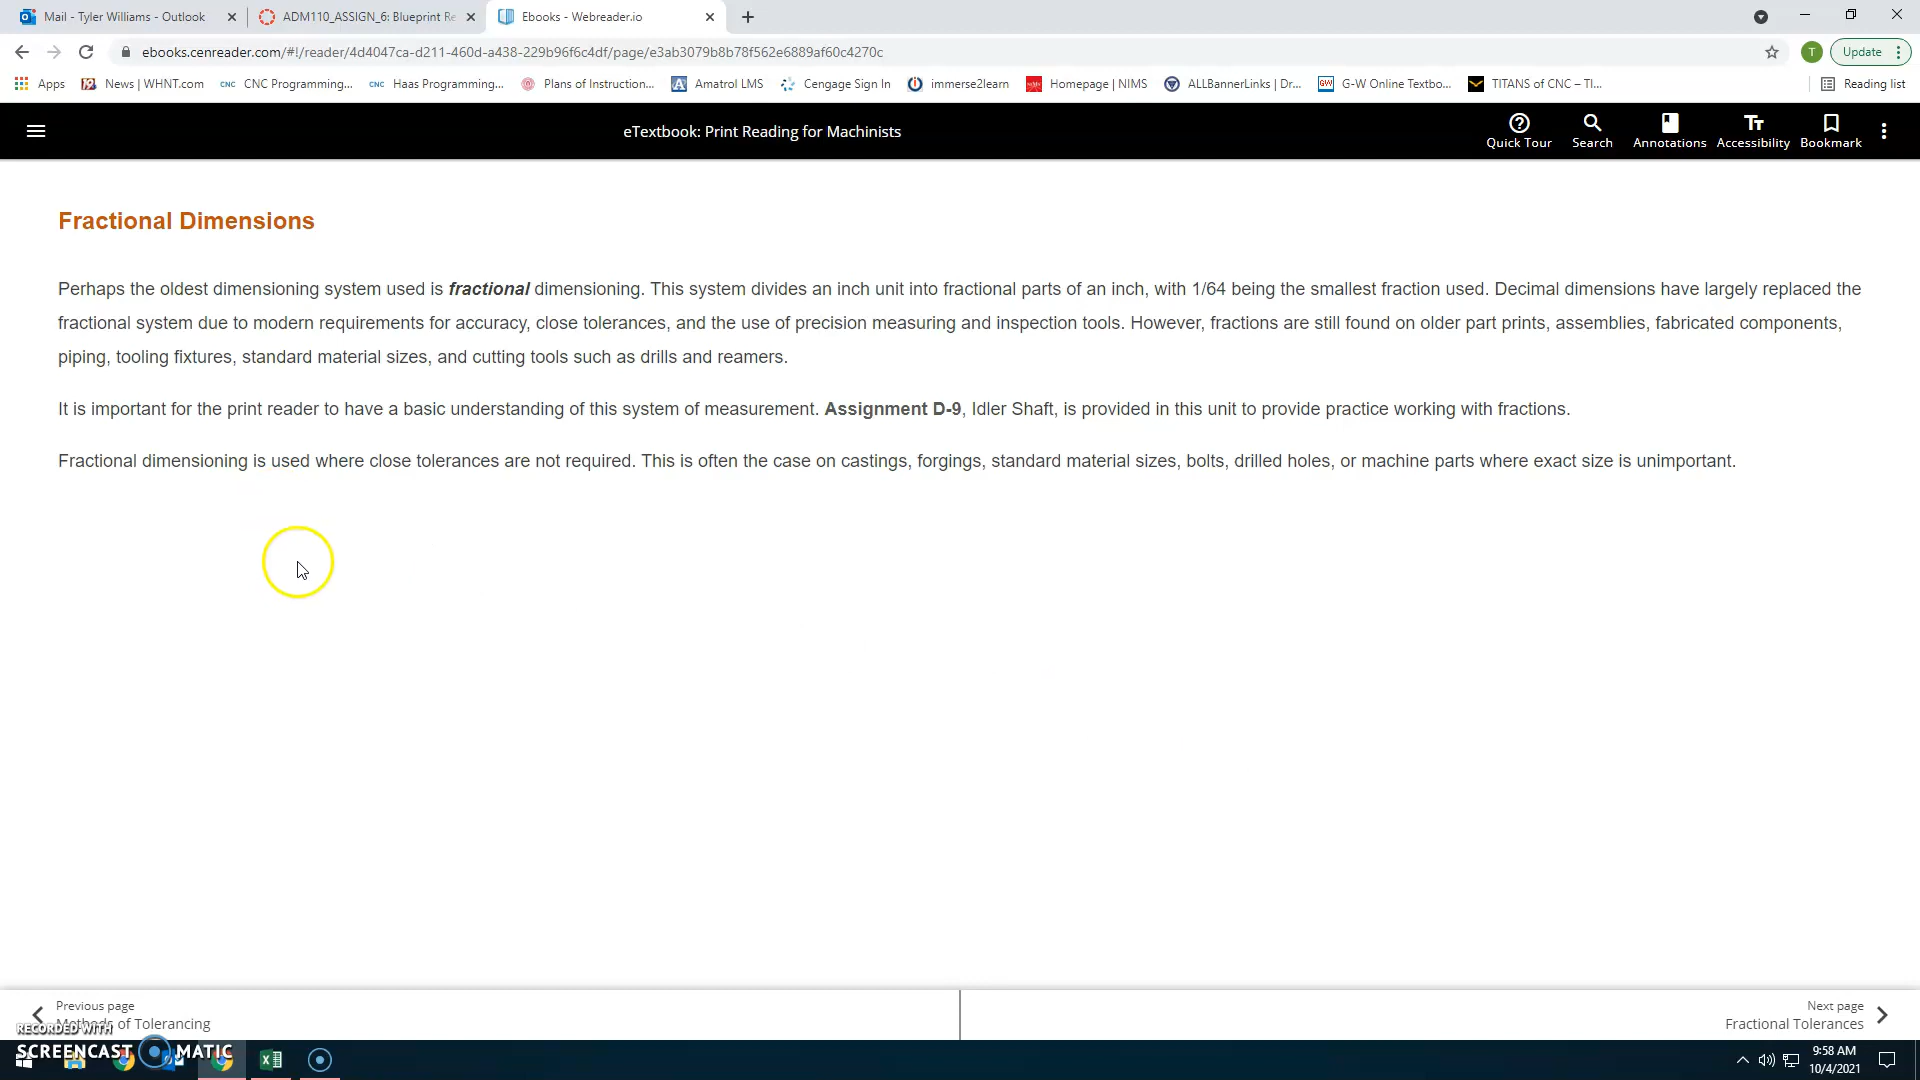 Mail - Tyler Williams - Outlook
ADM110_ASSIGN_6: Blueprint Re
Ebooks - Webreader.io
ebooks.cenreader.com/#!/reader/4d4047ca-d211-460d-a438-229b96f6c4df/page/e3ab3079b8b78f562e6889af60c4270c
T
Update
Apps
News | WHNT.com
CNC Programming...
Haas Programming...
Plans of Instruction...
Amatrol LMS
Cengage Sign In
immerse2learn
Homepage | NIMS
ALLBannerLinks | Dr...
G-W Online Textbo...
TITANS of CNC – TI...
Reading list
eTextbook: Print Reading for Machinists
Quick Tour
Search
Annotations
Accessibility
Bookmark
Fractional Dimensions
Perhaps the oldest dimensioning system used is fractional dimensioning. This system divides an inch unit into fractional parts of an inch, with 1/64 being the smallest fraction used. Decimal dimensions have largely replaced the
fractional system due to modern requirements for accuracy, close tolerances, and the use of precision measuring and inspection tools. However, fractions are still found on older part prints, assemblies, fabricated components,
piping, tooling fixtures, standard material sizes, and cutting tools such as drills and reamers.
It is important for the print reader to have a basic understanding of this system of measurement. Assignment D-9, Idler Shaft, is provided in this unit to provide practice working with fractions.
Fractional dimensioning is used where close tolerances are not required. This is often the case on castings, forgings, standard material sizes, bolts, drilled holes, or machine parts where exact size is unimportant.
Previous page
Methods of Tolerancing
Next page
Fractional Tolerances
RECORDED WITH
SCREENCAST MATIC
9:58 AM
10/4/2021